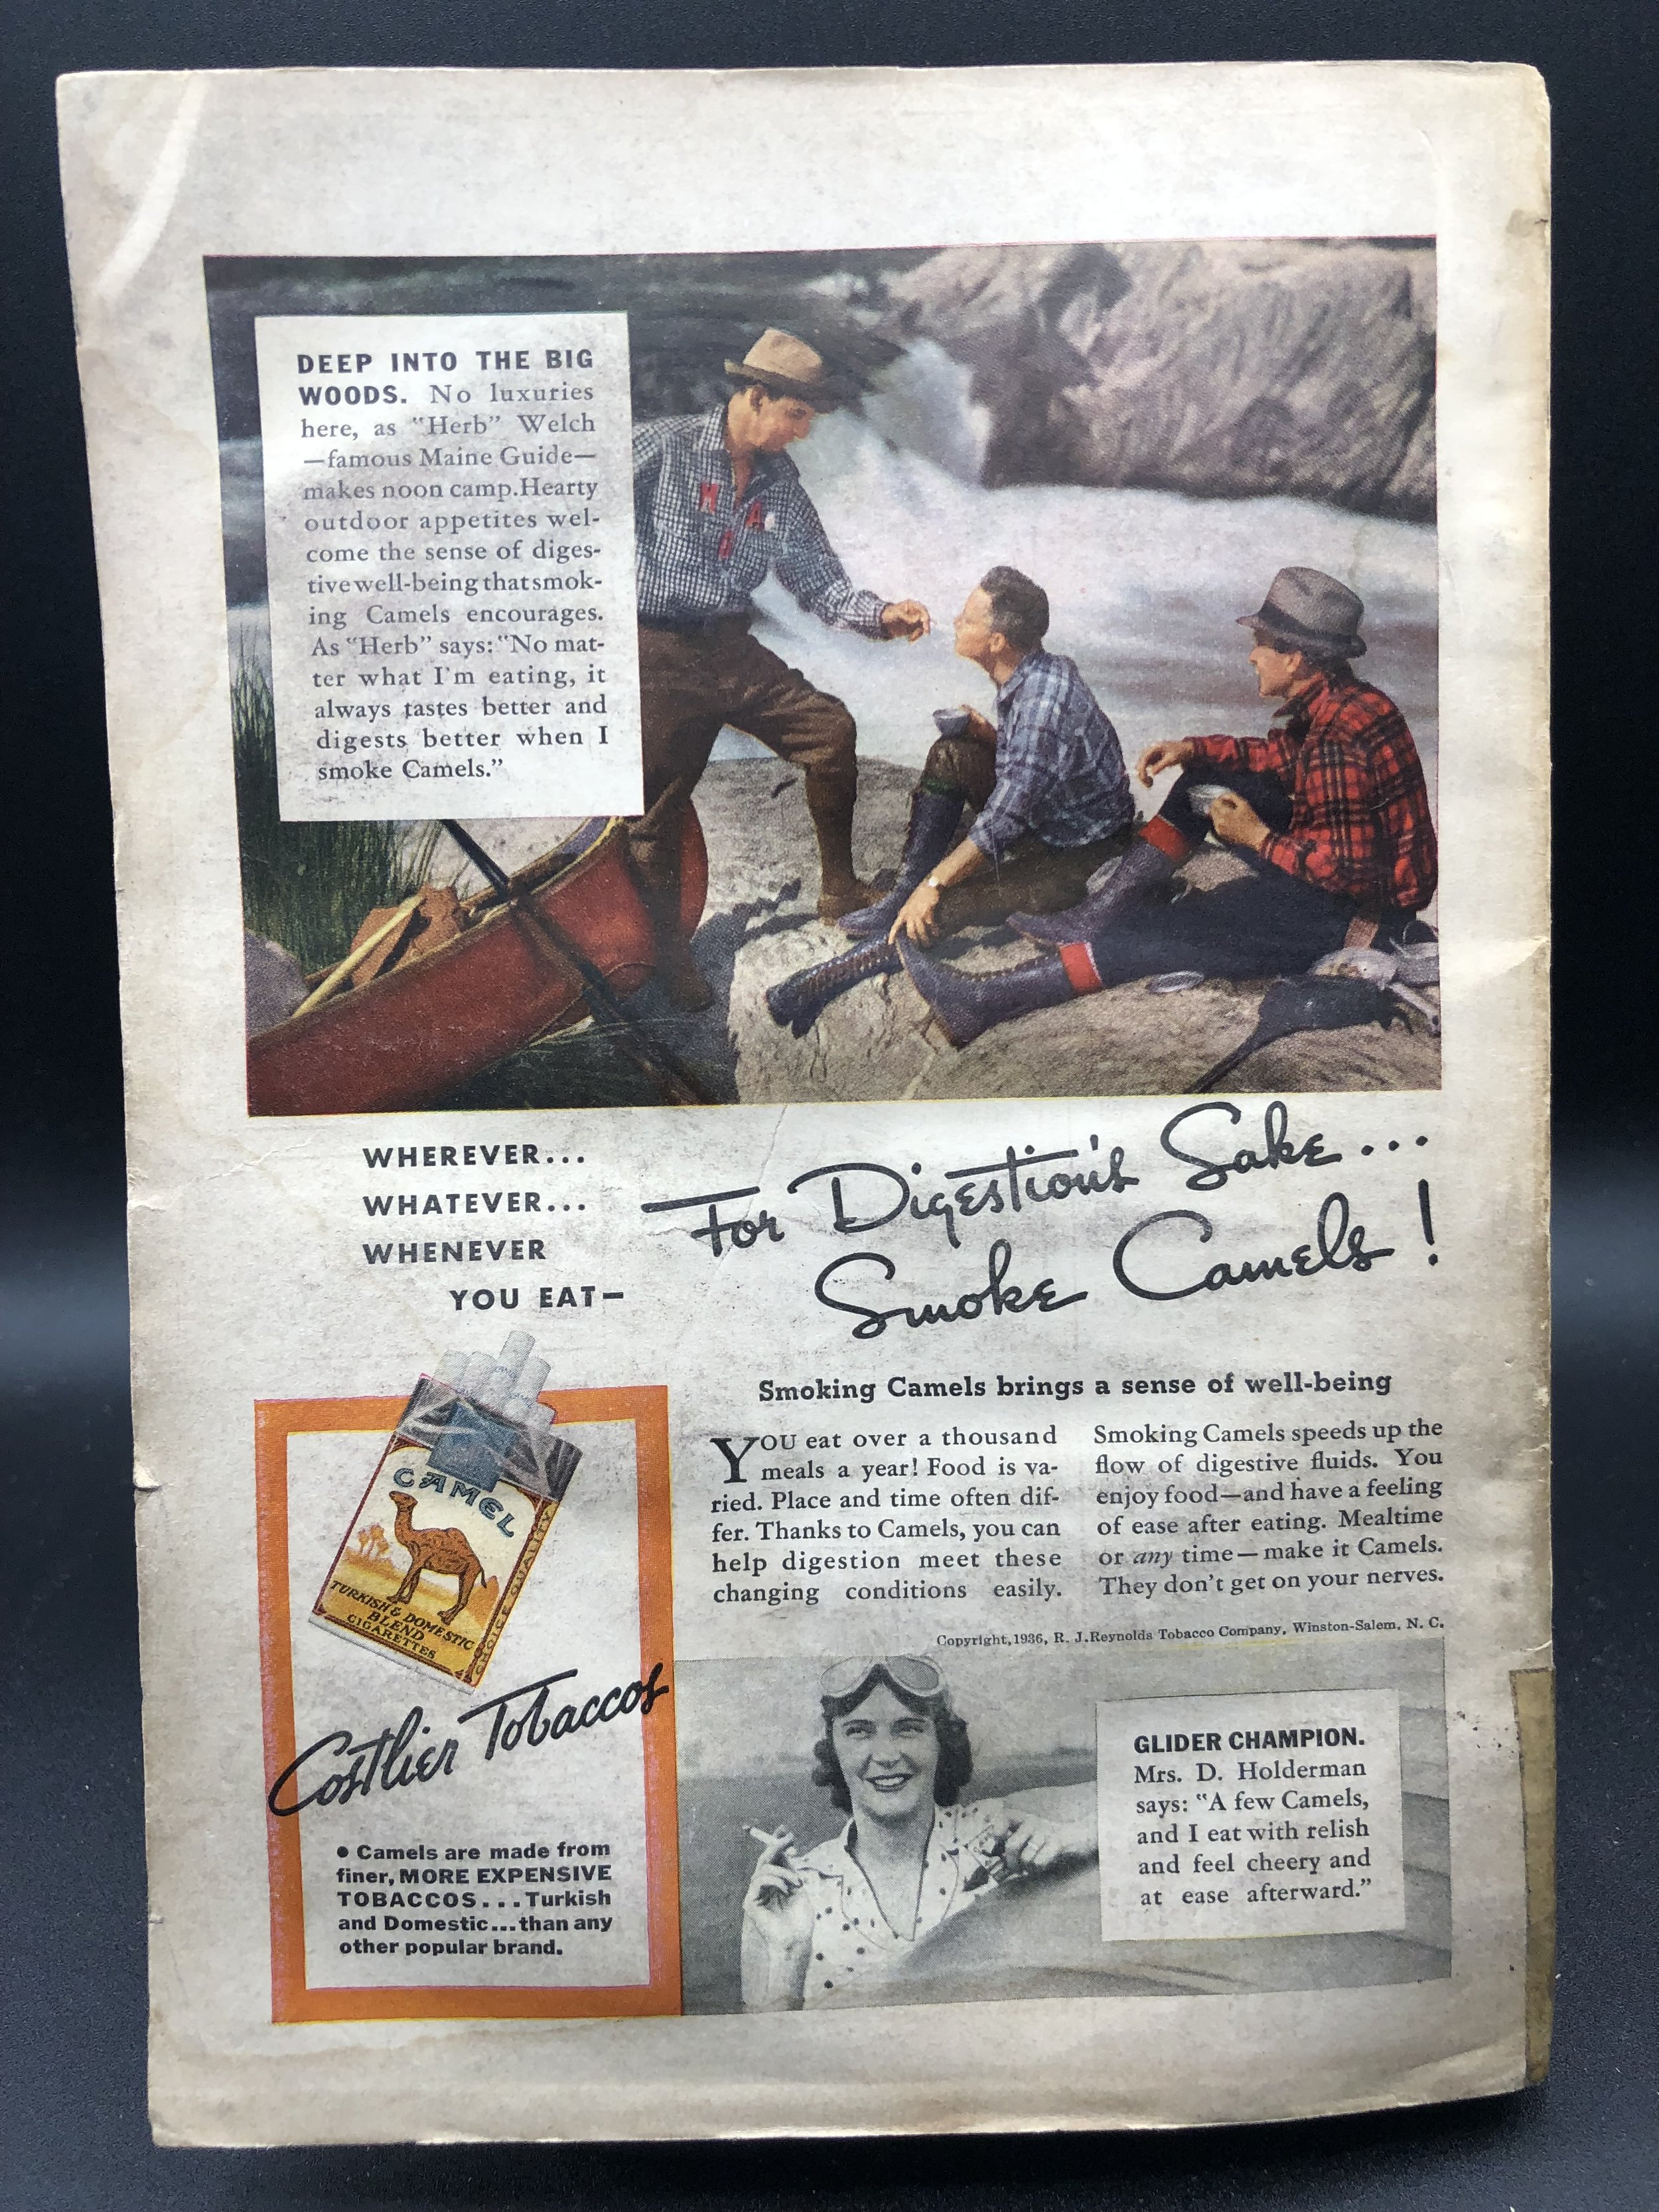 DEEP INTO THE BIG
WOODS. No luxuries
here, as "Herb" Welch
—famous Maine Guide—
makes noon camp. Hearty
outdoor appetites wel-
come the sense of diges-
tive well-being that smok-
ing Camels encourages.
As "Herb" says: "No mat-
ter what I'm eating, it
always tastes better and
digests better when I
smoke Camels."
WHEREVER...
WHATEVER...
WHENEVER
YOU EAT—
For Digestion's Sake...
Smoke Camels!
Smoking Camels brings a sense of well-being
YOU eat over a thousand
meals a year! Food is va-
ried. Place and time often dif-
fer. Thanks to Camels, you can
help digestion meet these
changing conditions easily.
Smoking Camels speeds up the
flow of digestive fluids. You
enjoy food—and have a feeling
of ease after eating. Mealtime
or any time—make it Camels.
They don't get on your nerves.
Copyright, 1936, R. J. Reynolds Tobacco Company, Winston-Salem, N. C.
CAMEL
TURKISH & DOMESTIC
BLEND
CIGARETTES
CHOICE QUALITY
Costlier Tobaccos
● Camels are made from
finer, MORE EXPENSIVE
TOBACCOS...Turkish
and Domestic...than any
other popular brand.
GLIDER CHAMPION.
Mrs. D. Holderman
says: "A few Camels,
and I eat with relish
and feel cheery and
at ease afterward."